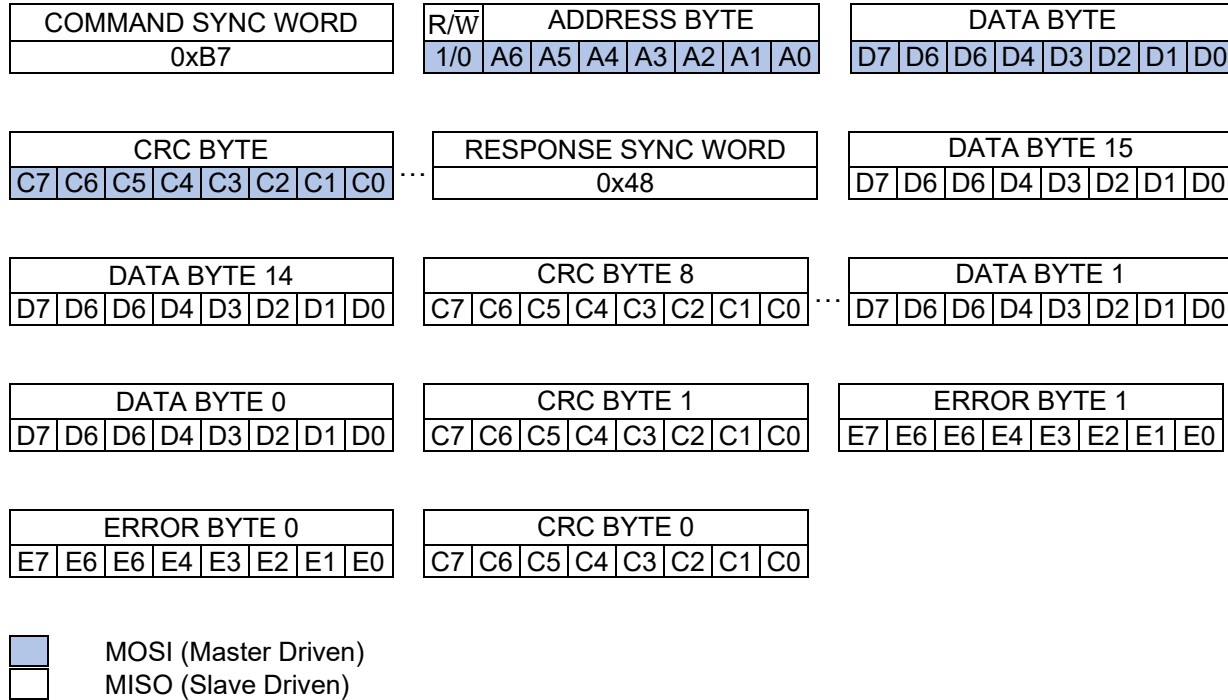 COMMAND SYNC WORD R/W̅ ADDRESS BYTE DATA BYTE
0xB7 1/0 A6 A5 A4 A3 A2 A1 A0 D7 D6 D6 D4 D3 D2 D1 D0
CRC BYTE RESPONSE SYNC WORD DATA BYTE 15
C7 C6 C5 C4 C3 C2 C1 C0 ... 0x48 D7 D6 D6 D4 D3 D2 D1 D0
DATA BYTE 14 CRC BYTE 8 DATA BYTE 1
D7 D6 D6 D4 D3 D2 D1 D0 C7 C6 C5 C4 C3 C2 C1 C0 ... D7 D6 D6 D4 D3 D2 D1 D0
DATA BYTE 0 CRC BYTE 1 ERROR BYTE 1
D7 D6 D6 D4 D3 D2 D1 D0 C7 C6 C5 C4 C3 C2 C1 C0 E7 E6 E6 E4 E3 E2 E1 E0
ERROR BYTE 0 CRC BYTE 0
E7 E6 E6 E4 E3 E2 E1 E0 C7 C6 C5 C4 C3 C2 C1 C0
MOSI (Master Driven)
MISO (Slave Driven)